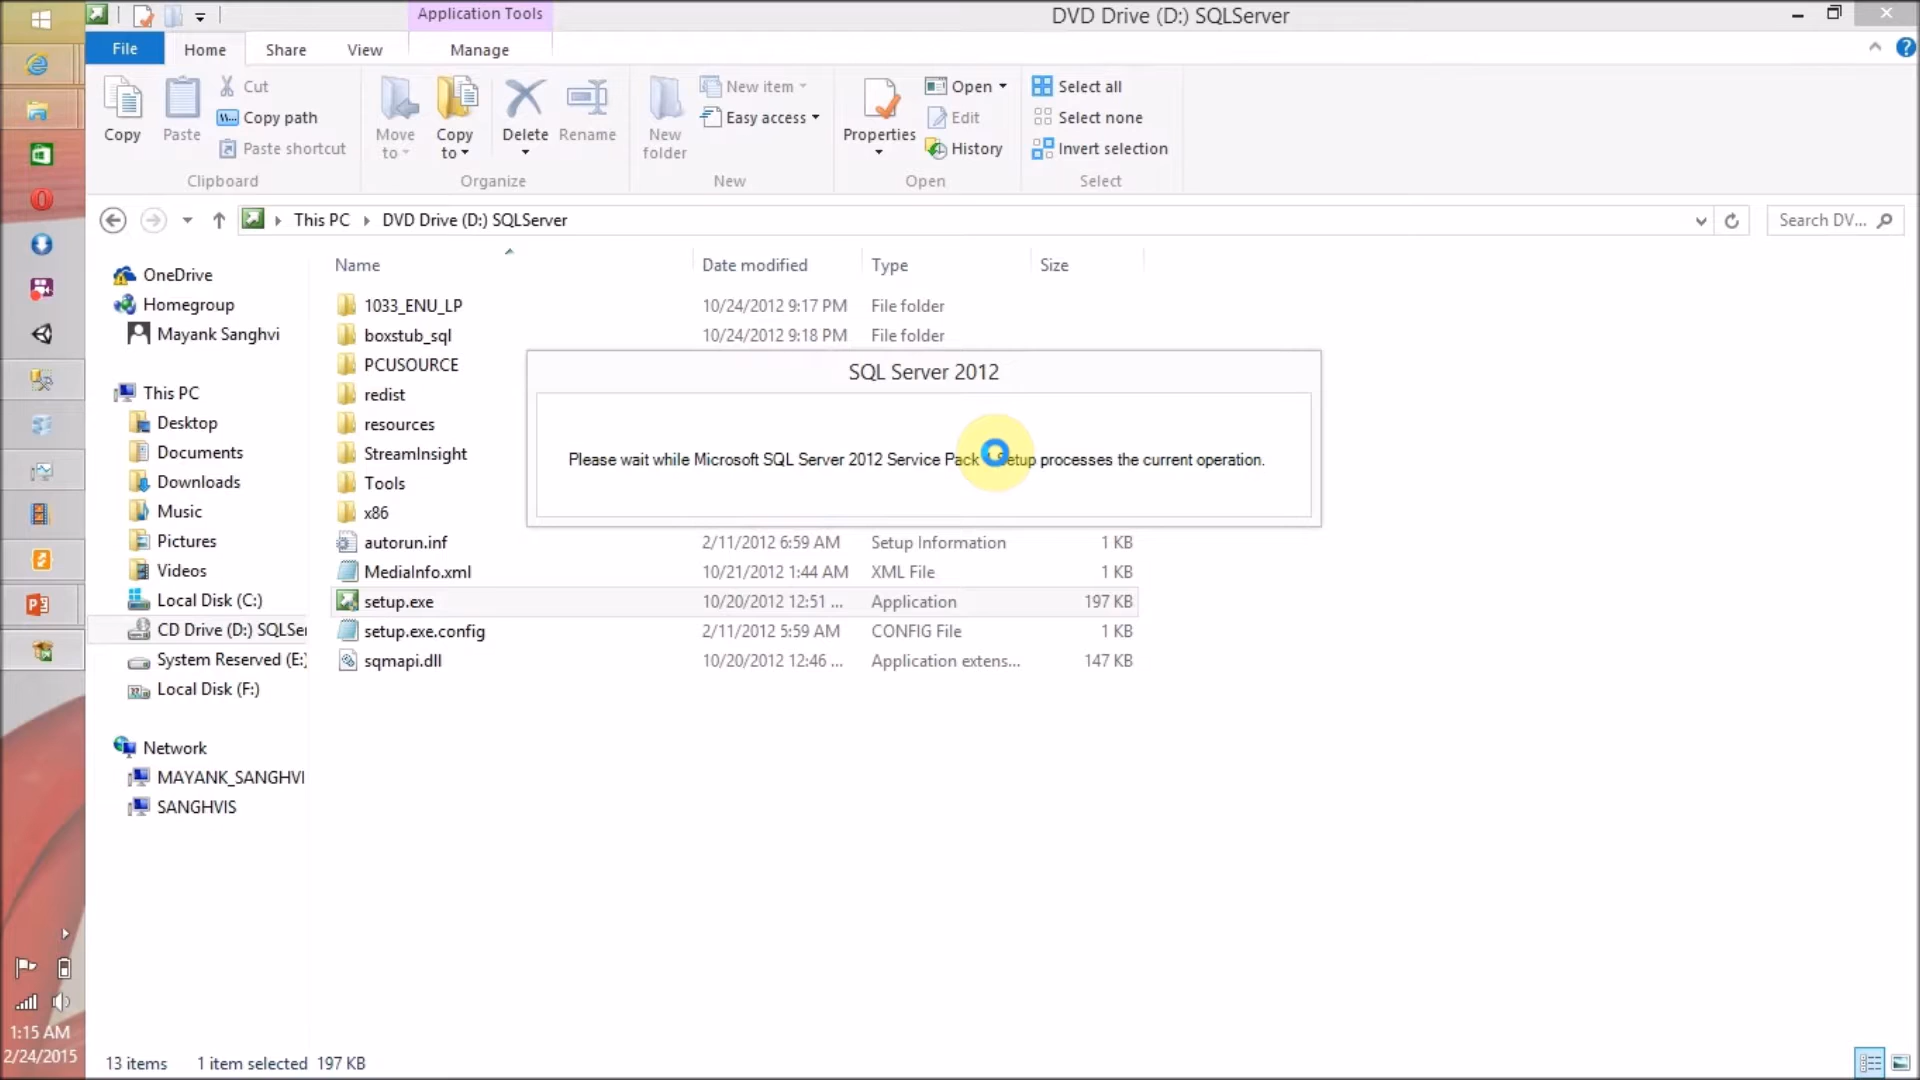 Application Tools
DVD Drive (D:) SQLServer
File Home Share View Manage
Copy
Paste
Cut
Copy path
Paste shortcut
Clipboard
Move to
Copy to
Delete
Rename
Organize
New folder
New item
Easy access
New
Properties
Open
Edit
History
Open
Select all
Select none
Invert selection
Select
This PC DVD Drive (D:) SQLServer
Search DV...
OneDrive
Homegroup
Mayank Sanghvi
This PC
Desktop
Documents
Downloads
Music
Pictures
Videos
Local Disk (C:)
CD Drive (D:) SQLSer
System Reserved (E:)
Local Disk (F:)
Network
MAYANK_SANGHVI
SANGHVIS
Name Date modified Type Size
1033_ENU_LP 10/24/2012 9:17 PM File folder
boxstub_sql 10/24/2012 9:18 PM File folder
PCUSOURCE
redist
resources
StreamInsight
Tools
x86
autorun.inf 2/11/2012 6:59 AM Setup Information 1 KB
MediaInfo.xml 10/21/2012 1:44 AM XML File 1 KB
setup.exe 10/20/2012 12:51 ... Application 197 KB
setup.exe.config 2/11/2012 5:59 AM CONFIG File 1 KB
sqmapi.dll 10/20/2012 12:46 ... Application extens... 147 KB
SQL Server 2012
Please wait while Microsoft SQL Server 2012 Service Pack Setup processes the current operation.
1:15 AM
2/24/2015
13 items 1 item selected 197 KB